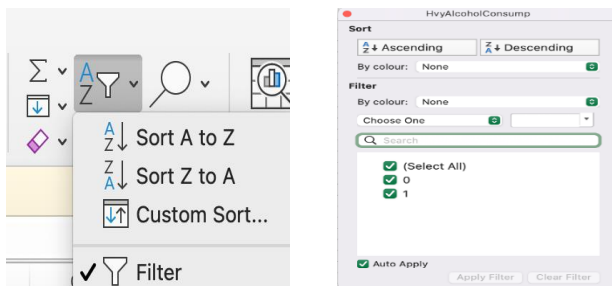 Sort A to Z
Sort Z to A
Custom Sort...
Filter
HvyAlcoholConsump
Sort
Ascending
Descending
By colour: None
Filter
By colour: None
Choose One
Search
(Select All)
0
1
Auto Apply
Apply Filter
Clear Filter